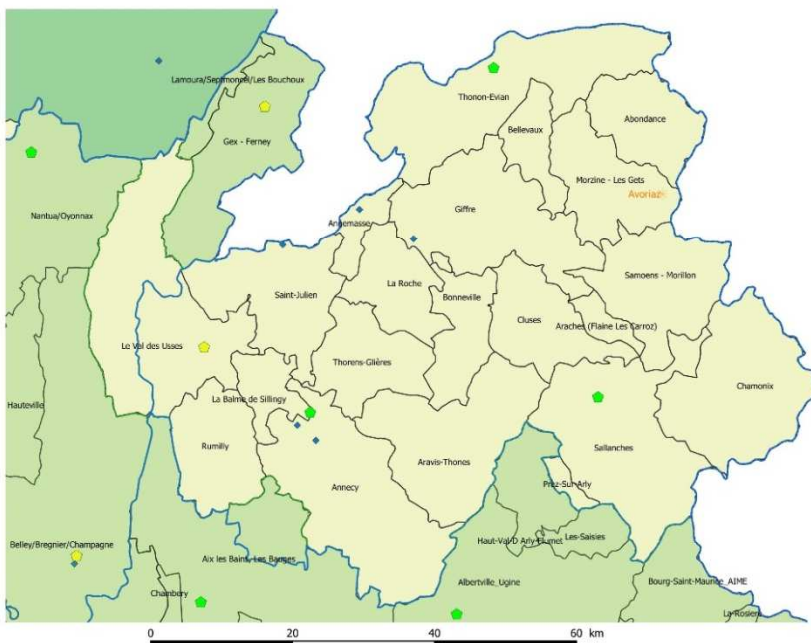 Lamoura/Septmoncel/Les Bouchoux
Thonon-Evian
Abondance
Bellevaux
Gex - Ferney
Morzine - Les Gets
Avoriaz
Nantua/Oyonnax
Giffre
Annemasse
Samoens - Morillon
La Roche
Saint-Julien
Bonneville
Cluses
Araches (Flaine Les Carroz)
Le Val des Usses
Thorens-Glières
Chamonix
La Balme de Sillingy
Hauteville
Rumilly
Sallanches
Aravis-Thones
Annecy
Praz-Sur-Arly
Haut-Val-D Arly-Flumet
Les-Saisies
Belley/Bregnier/Champagne
Aix les Bains, Les Bauges
Albertville_Ugine
Bourg-Saint-Maurice_AIME
Chambery
La-Rosiere
0 20 40 60 km